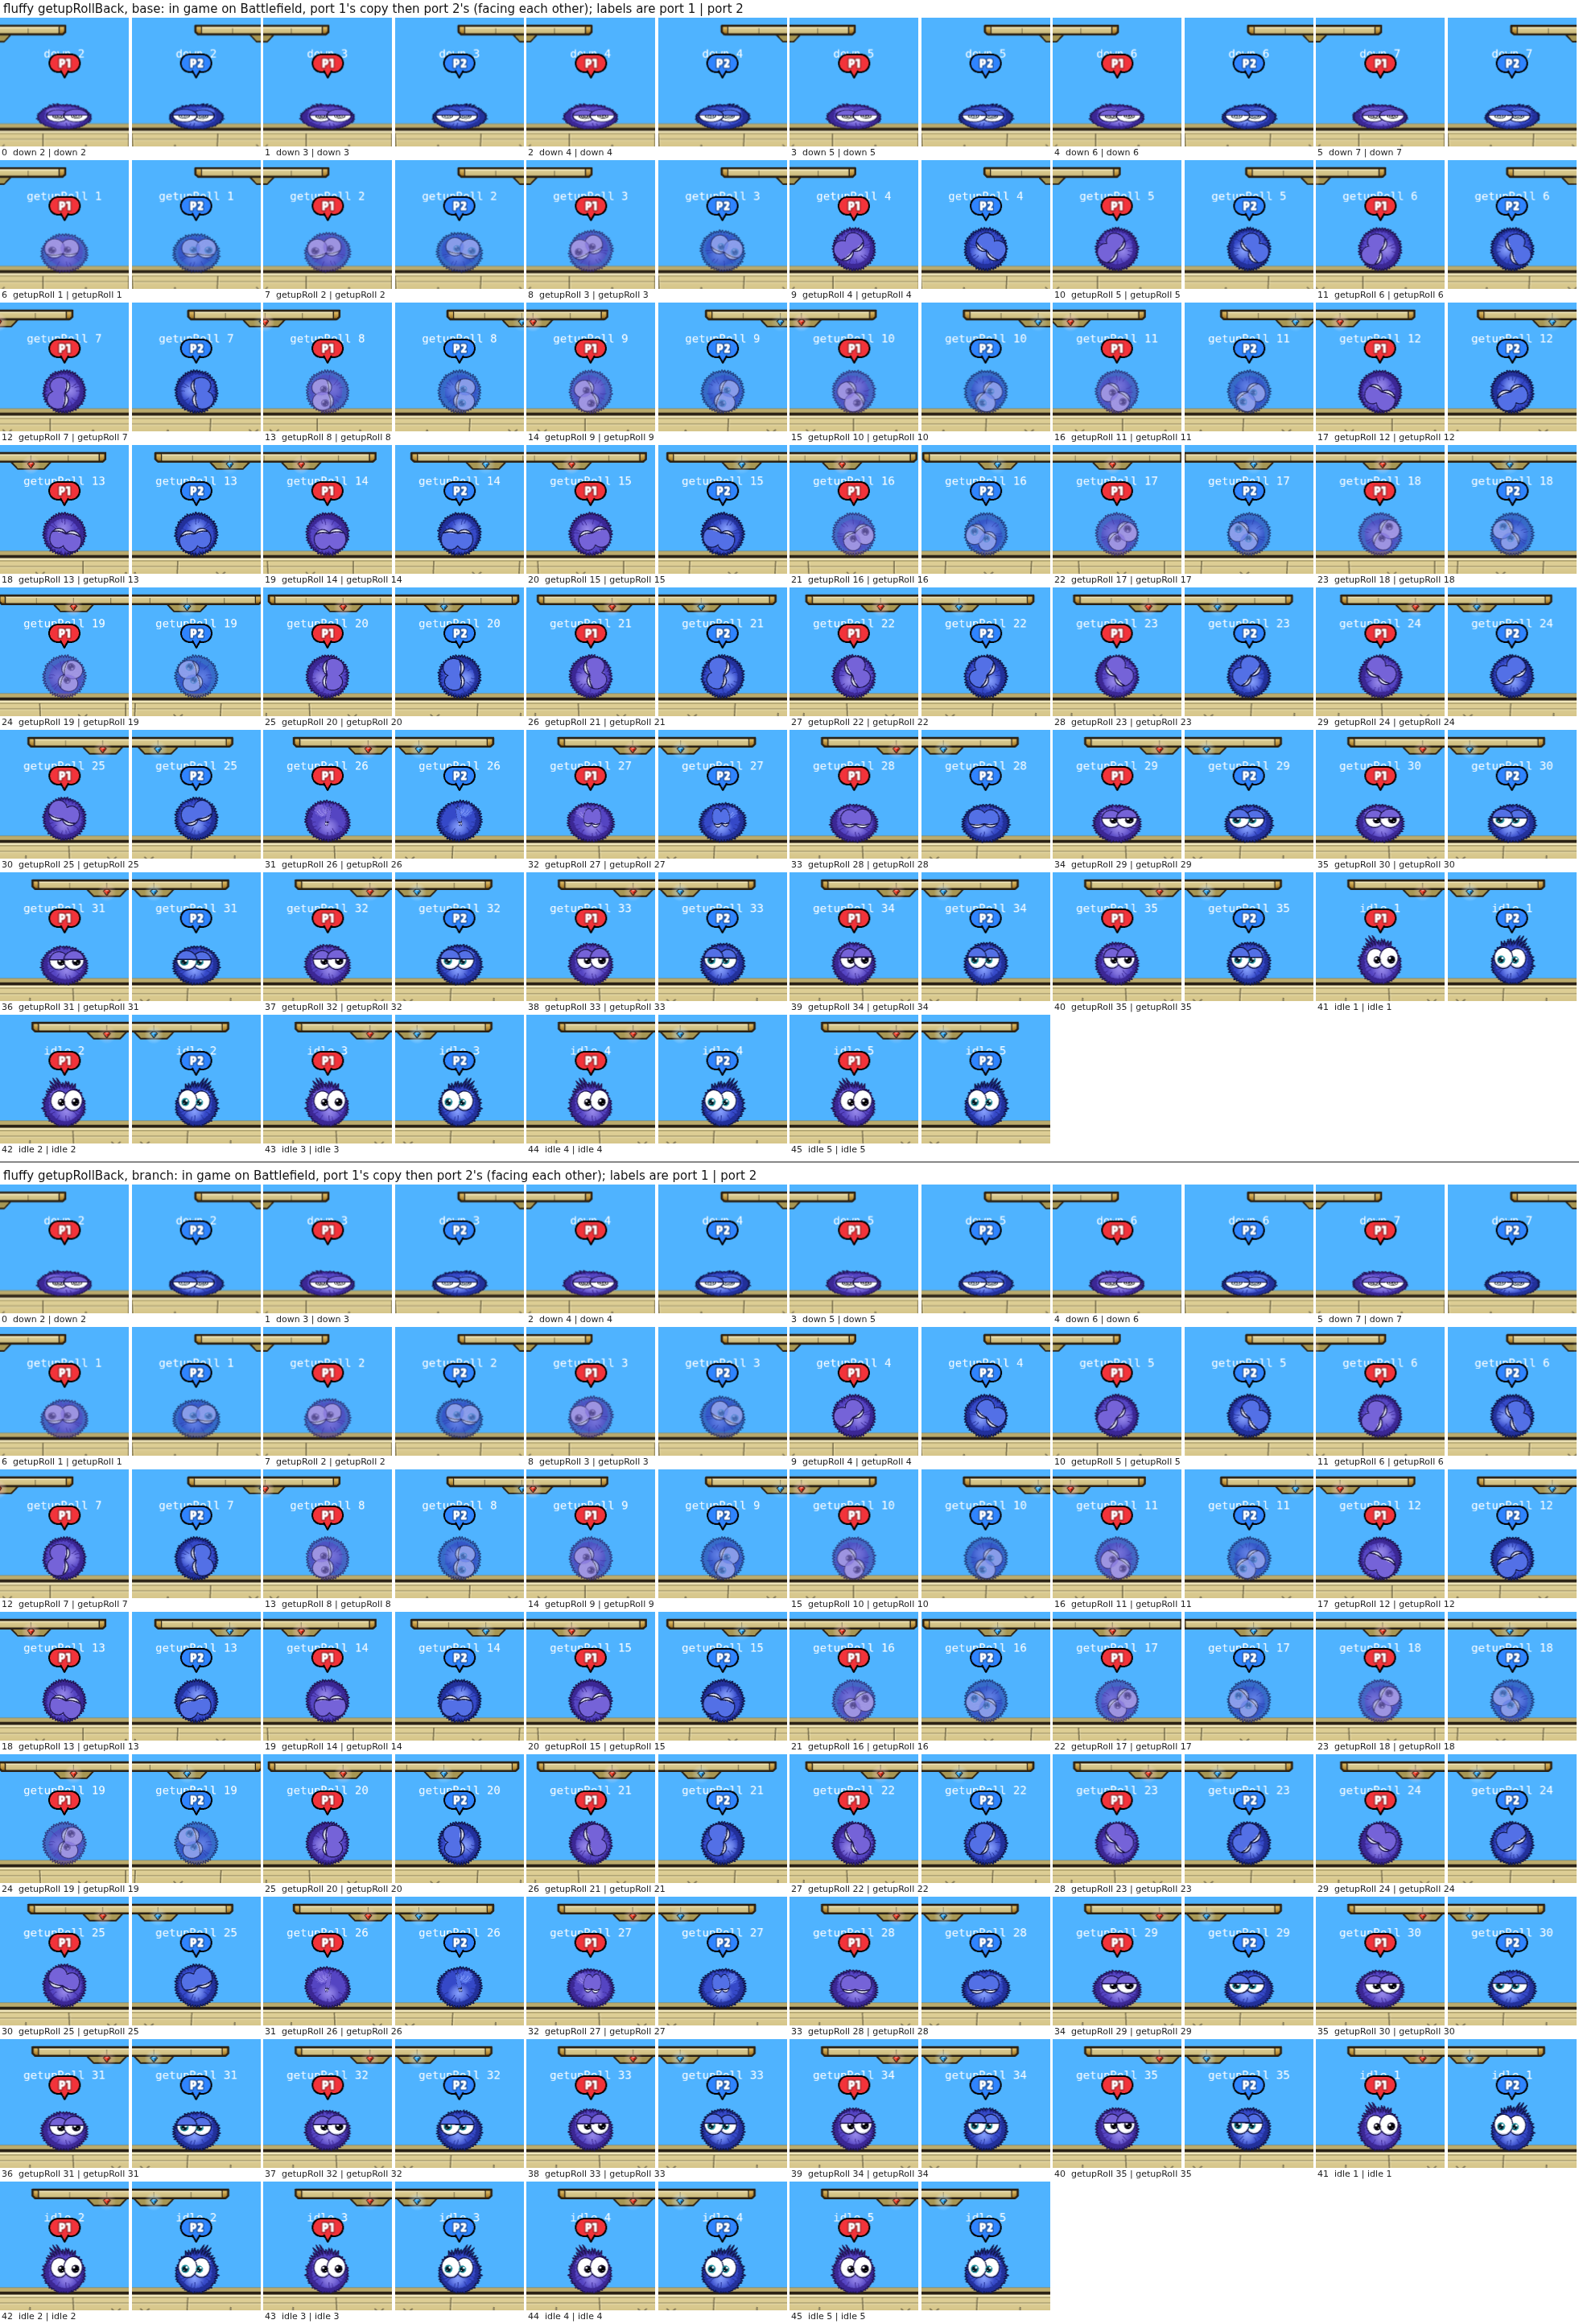 fluffy getupRollBack, base: in game on Battlefield, port 1's copy then port 2's (facing each other); labels are port 1 | port 2
0 down 2 | down 2
1 down 3 | down 3
2 down 4 | down 4
3 down 5 | down 5
4 down 6 | down 6
5 down 7 | down 7
6 getupRoll 1 | getupRoll 1
7 getupRoll 2 | getupRoll 2
8 getupRoll 3 | getupRoll 3
9 getupRoll 4 | getupRoll 4
10 getupRoll 5 | getupRoll 5
11 getupRoll 6 | getupRoll 6
12 getupRoll 7 | getupRoll 7
13 getupRoll 8 | getupRoll 8
14 getupRoll 9 | getupRoll 9
15 getupRoll 10 | getupRoll 10
16 getupRoll 11 | getupRoll 11
17 getupRoll 12 | getupRoll 12
18 getupRoll 13 | getupRoll 13
19 getupRoll 14 | getupRoll 14
20 getupRoll 15 | getupRoll 15
21 getupRoll 16 | getupRoll 16
22 getupRoll 17 | getupRoll 17
23 getupRoll 18 | getupRoll 18
24 getupRoll 19 | getupRoll 19
25 getupRoll 20 | getupRoll 20
26 getupRoll 21 | getupRoll 21
27 getupRoll 22 | getupRoll 22
28 getupRoll 23 | getupRoll 23
29 getupRoll 24 | getupRoll 24
30 getupRoll 25 | getupRoll 25
31 getupRoll 26 | getupRoll 26
32 getupRoll 27 | getupRoll 27
33 getupRoll 28 | getupRoll 28
34 getupRoll 29 | getupRoll 29
35 getupRoll 30 | getupRoll 30
36 getupRoll 31 | getupRoll 31
37 getupRoll 32 | getupRoll 32
38 getupRoll 33 | getupRoll 33
39 getupRoll 34 | getupRoll 34
40 getupRoll 35 | getupRoll 35
41 idle 1 | idle 1
42 idle 2 | idle 2
43 idle 3 | idle 3
44 idle 4 | idle 4
45 idle 5 | idle 5
fluffy getupRollBack, branch: in game on Battlefield, port 1's copy then port 2's (facing each other); labels are port 1 | port 2
0 down 2 | down 2
1 down 3 | down 3
2 down 4 | down 4
3 down 5 | down 5
4 down 6 | down 6
5 down 7 | down 7
6 getupRoll 1 | getupRoll 1
7 getupRoll 2 | getupRoll 2
8 getupRoll 3 | getupRoll 3
9 getupRoll 4 | getupRoll 4
10 getupRoll 5 | getupRoll 5
11 getupRoll 6 | getupRoll 6
12 getupRoll 7 | getupRoll 7
13 getupRoll 8 | getupRoll 8
14 getupRoll 9 | getupRoll 9
15 getupRoll 10 | getupRoll 10
16 getupRoll 11 | getupRoll 11
17 getupRoll 12 | getupRoll 12
18 getupRoll 13 | getupRoll 13
19 getupRoll 14 | getupRoll 14
20 getupRoll 15 | getupRoll 15
21 getupRoll 16 | getupRoll 16
22 getupRoll 17 | getupRoll 17
23 getupRoll 18 | getupRoll 18
24 getupRoll 19 | getupRoll 19
25 getupRoll 20 | getupRoll 20
26 getupRoll 21 | getupRoll 21
27 getupRoll 22 | getupRoll 22
28 getupRoll 23 | getupRoll 23
29 getupRoll 24 | getupRoll 24
30 getupRoll 25 | getupRoll 25
31 getupRoll 26 | getupRoll 26
32 getupRoll 27 | getupRoll 27
33 getupRoll 28 | getupRoll 28
34 getupRoll 29 | getupRoll 29
35 getupRoll 30 | getupRoll 30
36 getupRoll 31 | getupRoll 31
37 getupRoll 32 | getupRoll 32
38 getupRoll 33 | getupRoll 33
39 getupRoll 34 | getupRoll 34
40 getupRoll 35 | getupRoll 35
41 idle 1 | idle 1
42 idle 2 | idle 2
43 idle 3 | idle 3
44 idle 4 | idle 4
45 idle 5 | idle 5